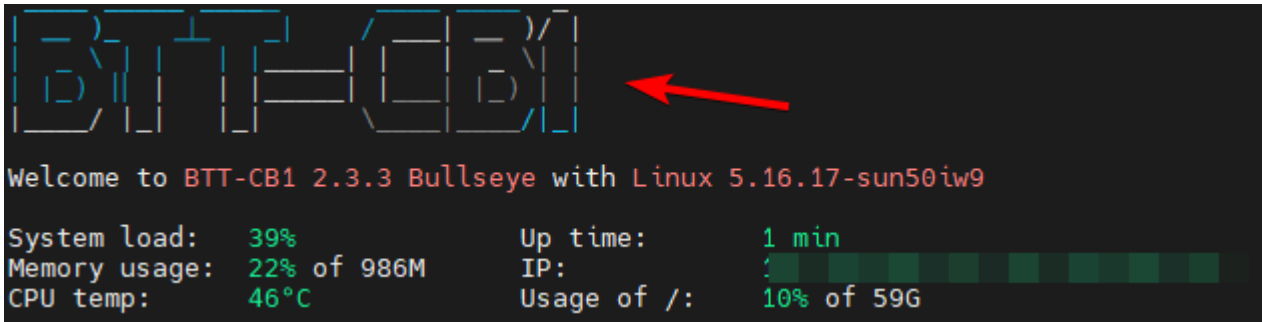 BTT-CB1
Welcome to BTT-CB1 2.3.3 Bullseye with Linux 5.16.17-sun50iw9
System load: 39% Up time: 1 min
Memory usage: 22% of 986M IP:
CPU temp: 46°C Usage of /: 10% of 59G